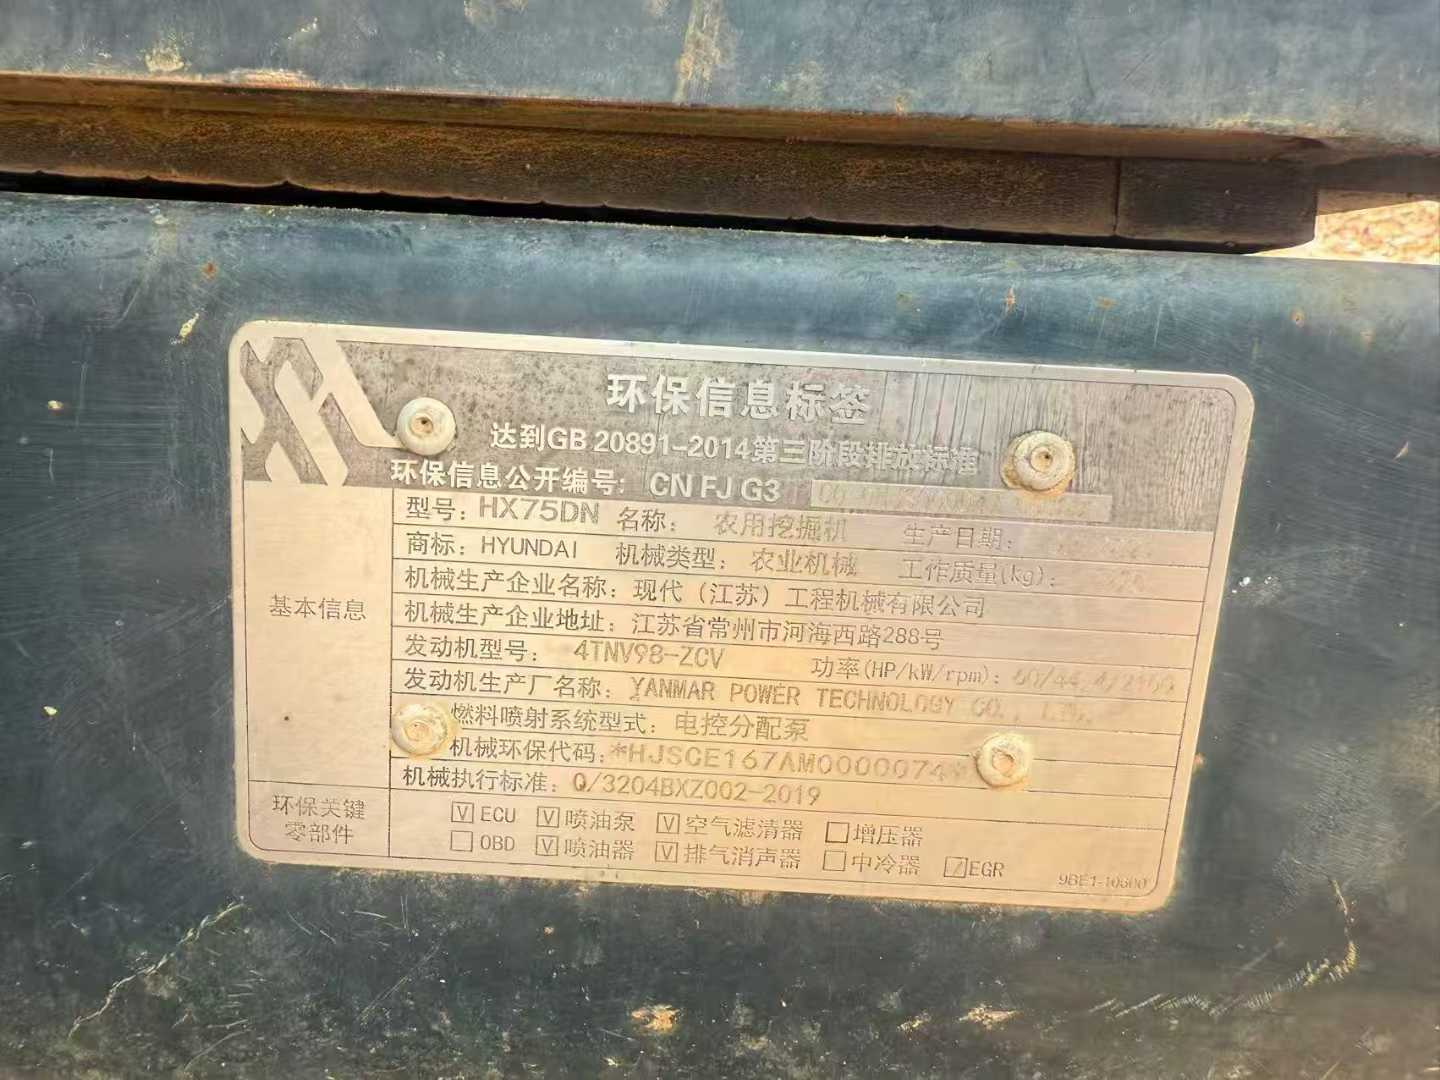 环保信息标签
达到GB 20891-2014第三阶段排放标准
环保信息公开编号: CN FJ G3
型号: HX75DN 名称: 农用挖掘机 生产日期:
商标: HYUNDAI 机械类型: 农业机械 工作质量(kg):
机械生产企业名称: 现代（江苏）工程机械有限公司
机械生产企业地址: 江苏省常州市河海西路288号
基本信息
发动机型号: 4TNV98-ZCV 功率(HP/kW/rpm):
发动机生产厂名称: YANMAR POWER TECHNOLOGY CO.,
燃料喷射系统型式: 电控分配泵
机械环保代码: *HJSCE167AM0000074*
机械执行标准: Q/3204BXZ002-2019
环保关键零部件
V ECU V 喷油泵 V 空气滤清器 □ 增压器
□ OBD V 喷油器 V 排气消声器 □ 中冷器 ☑ EGR